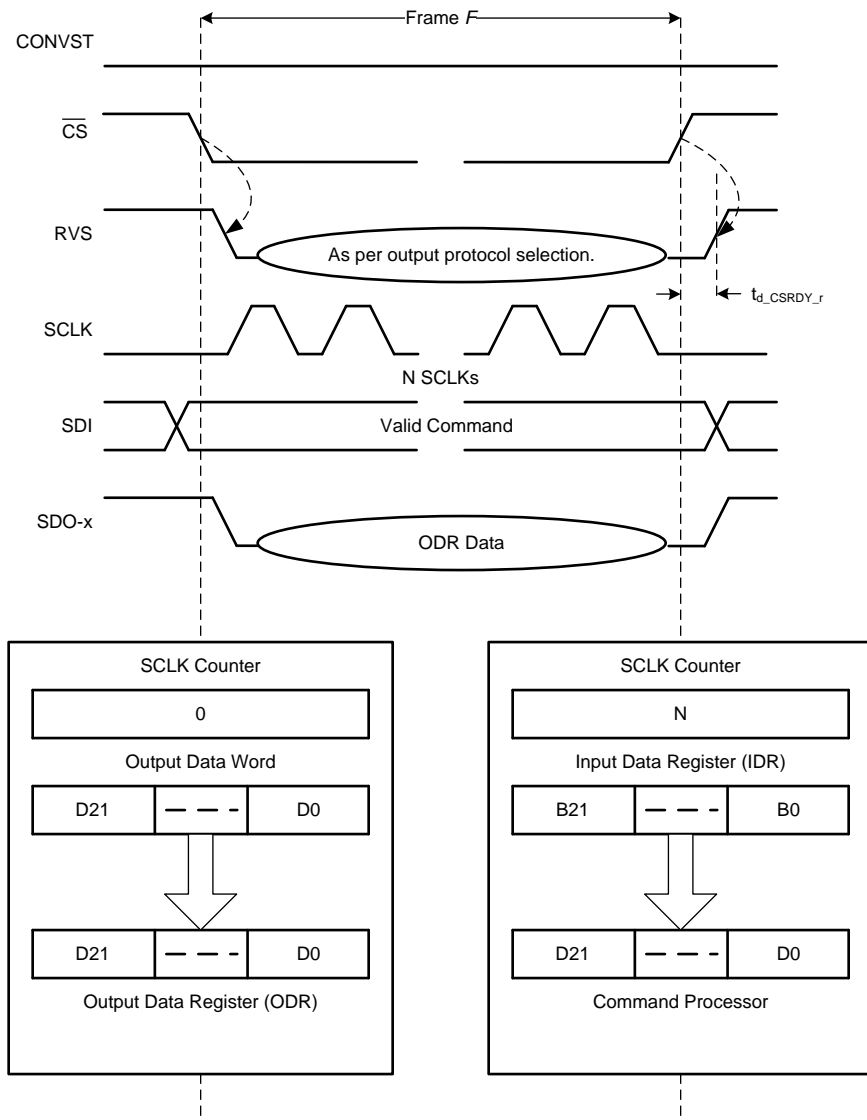 Frame F
CONVST
CS
RVS
As per output protocol selection.
td_CSRDY_r
SCLK
N SCLKs
SDI
Valid Command
SDO-x
ODR Data
SCLK Counter
0
Output Data Word
D21
D0
D21
D0
Output Data Register (ODR)
SCLK Counter
N
Input Data Register (IDR)
B21
B0
D21
D0
Command Processor